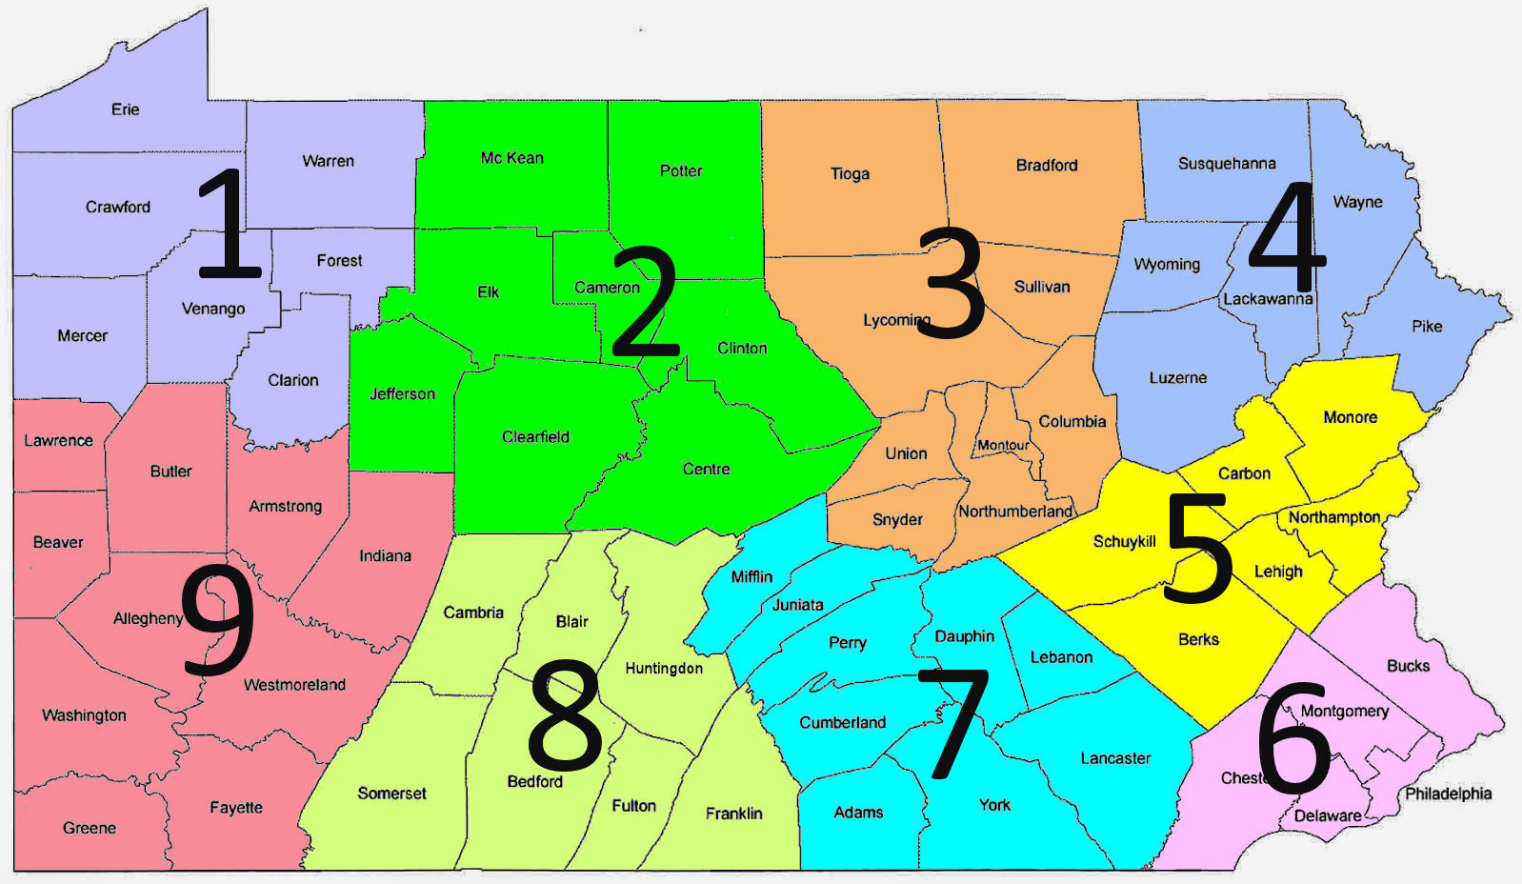 Erie
Warren
Mc Kean
Potter
Tioga
Bradford
Susquehanna
Wayne
Crawford
1
Forest
Venango
Mercer
Clarion
Elk
Cameron
2
Clinton
Jefferson
Clearfield
Centre
3
Sullivan
Lycoming
Columbia
Montour
Union
Snyder
Northumberland
4
Wyoming
Lackawanna
Pike
Luzerne
Monore
Carbon
5
Northampton
Schuykill
Lehigh
Berks
Lawrence
Butler
Armstrong
Beaver
Indiana
Allegheny
9
Westmoreland
Washington
Fayette
Greene
Cambria
Blair
Huntingdon
8
Bedford
Somerset
Fulton
Franklin
Mifflin
Juniata
Perry
Dauphin
Lebanon
7
Cumberland
Lancaster
Adams
York
Bucks
6
Montgomery
Philadelphia
Delaware